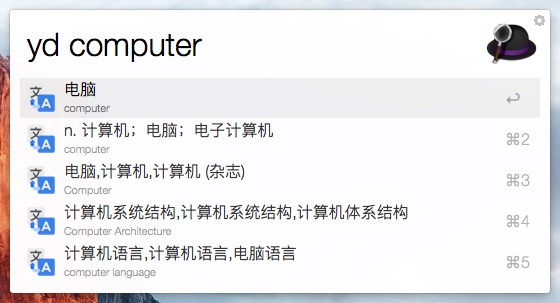 yd computer
电脑
computer
n. 计算机；电脑；电子计算机
computer
⌘2
电脑,计算机,计算机 (杂志)
Computer
⌘3
计算机系统结构,计算机系统结构,计算机体系结构
Computer Architecture
⌘4
计算机语言,计算机语言,电脑语言
computer language
⌘5